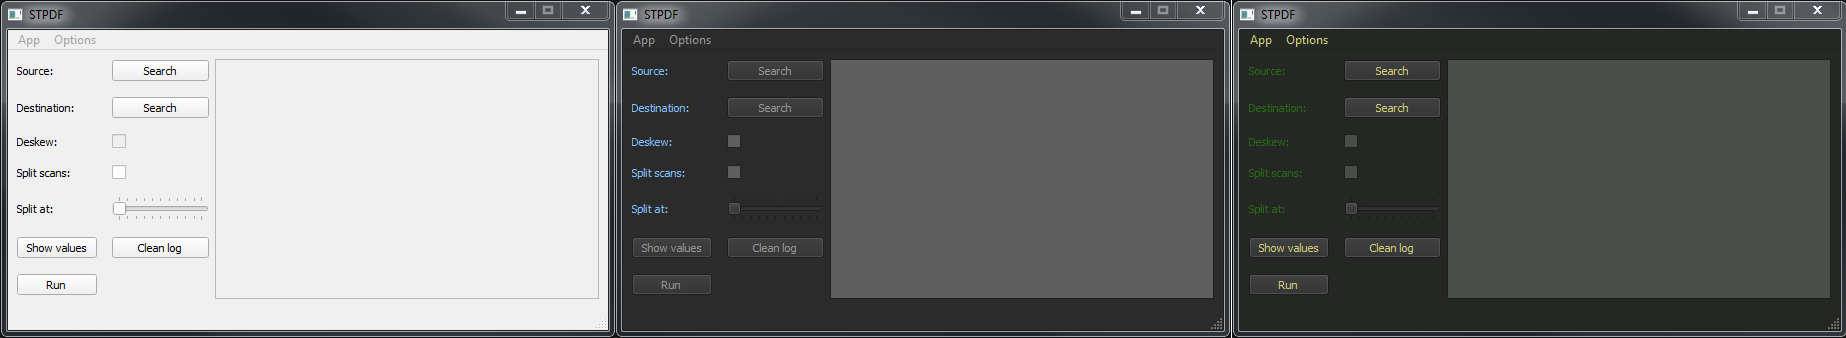 STPDF
App Options
Source: Search
Destination: Search
Deskew:
Split scans:
Split at:
Show values Clean log
Run
STPDF
App Options
Source: Search
Destination: Search
Deskew:
Split scans:
Split at:
Show values Clean log
Run
STPDF
App Options
Source: Search
Destination: Search
Deskew:
Split scans:
Split at:
Show values Clean log
Run